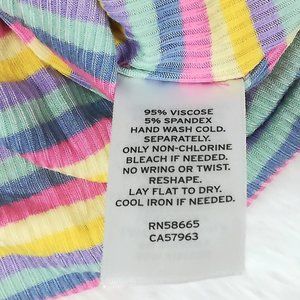 95% VISCOSE
5% SPANDEX
HAND WASH COLD.
SEPARATELY.
ONLY NON-CHLORINE
BLEACH IF NEEDED.
NO WRING OR TWIST.
RESHAPE.
LAY FLAT TO DRY.
COOL IRON IF NEEDED.
RN58665
CA57963